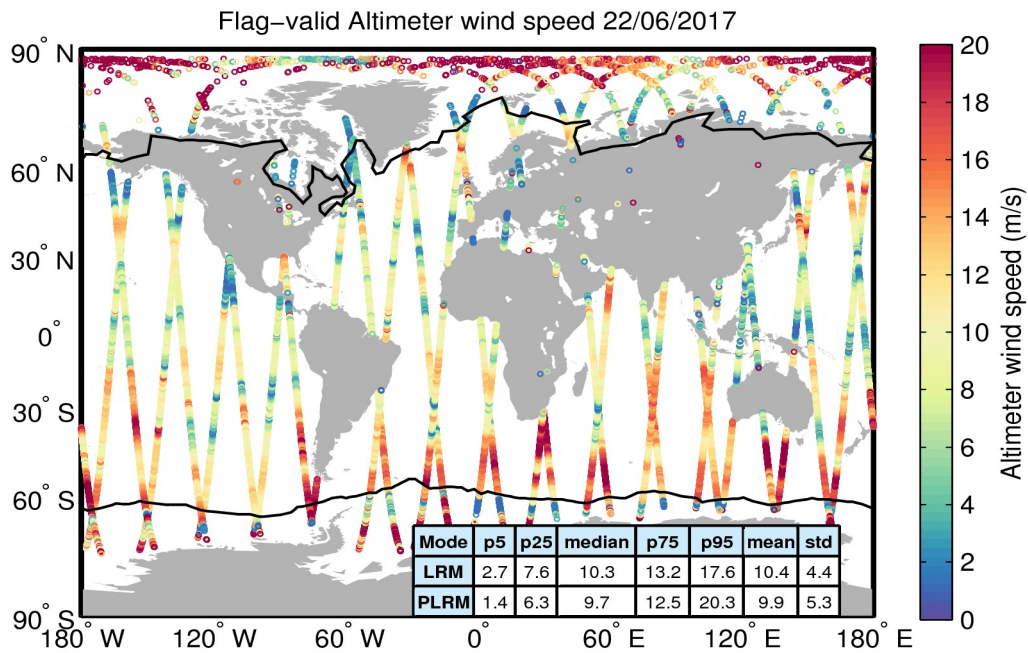 Flag-valid Altimeter wind speed 22/06/2017
90° N
60° N
30° N
0°
30° S
60° S
90° S
180° W
120° W
60° W
0°
60° E
120° E
180° E
Mode p5 p25 median p75 p95 mean std
LRM 2.7 7.6 10.3 13.2 17.6 10.4 4.4
PLRM 1.4 6.3 9.7 12.5 20.3 9.9 5.3
20
18
16
14
12
10
8
6
4
2
0
Altimeter wind speed (m/s)